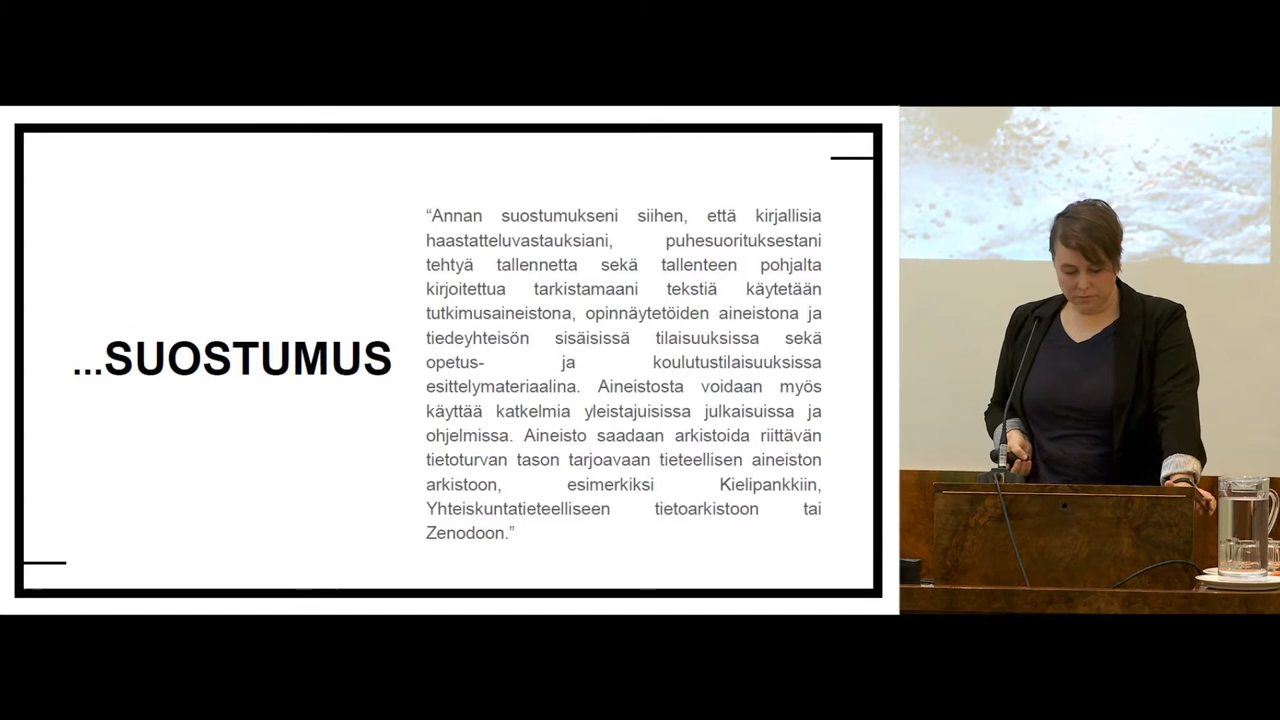 ...SUOSTUMUS
“Annan suostumukseni siihen, että kirjallisia
haastatteluvastauksiani, puhesuorituksestani
tehtyä tallennetta sekä tallenteen pohjalta
kirjoitettua tarkistamaani tekstiä käytetään
tutkimusaineistona, opinnäytetöiden aineistona ja
tiedeyhteisön sisäisissä tilaisuuksissa sekä
opetus- ja koulutustilaisuuksissa
esittelymateriaalina. Aineistosta voidaan myös
käyttää katkelmia yleistajuisissa julkaisuissa ja
ohjelmissa. Aineisto saadaan arkistoida riittävän
tietoturvan tason tarjoavaan tieteellisen aineiston
arkistoon, esimerkiksi Kielipankkiin,
Yhteiskuntatieteelliseen tietoarkistoon tai
Zenodoon.”